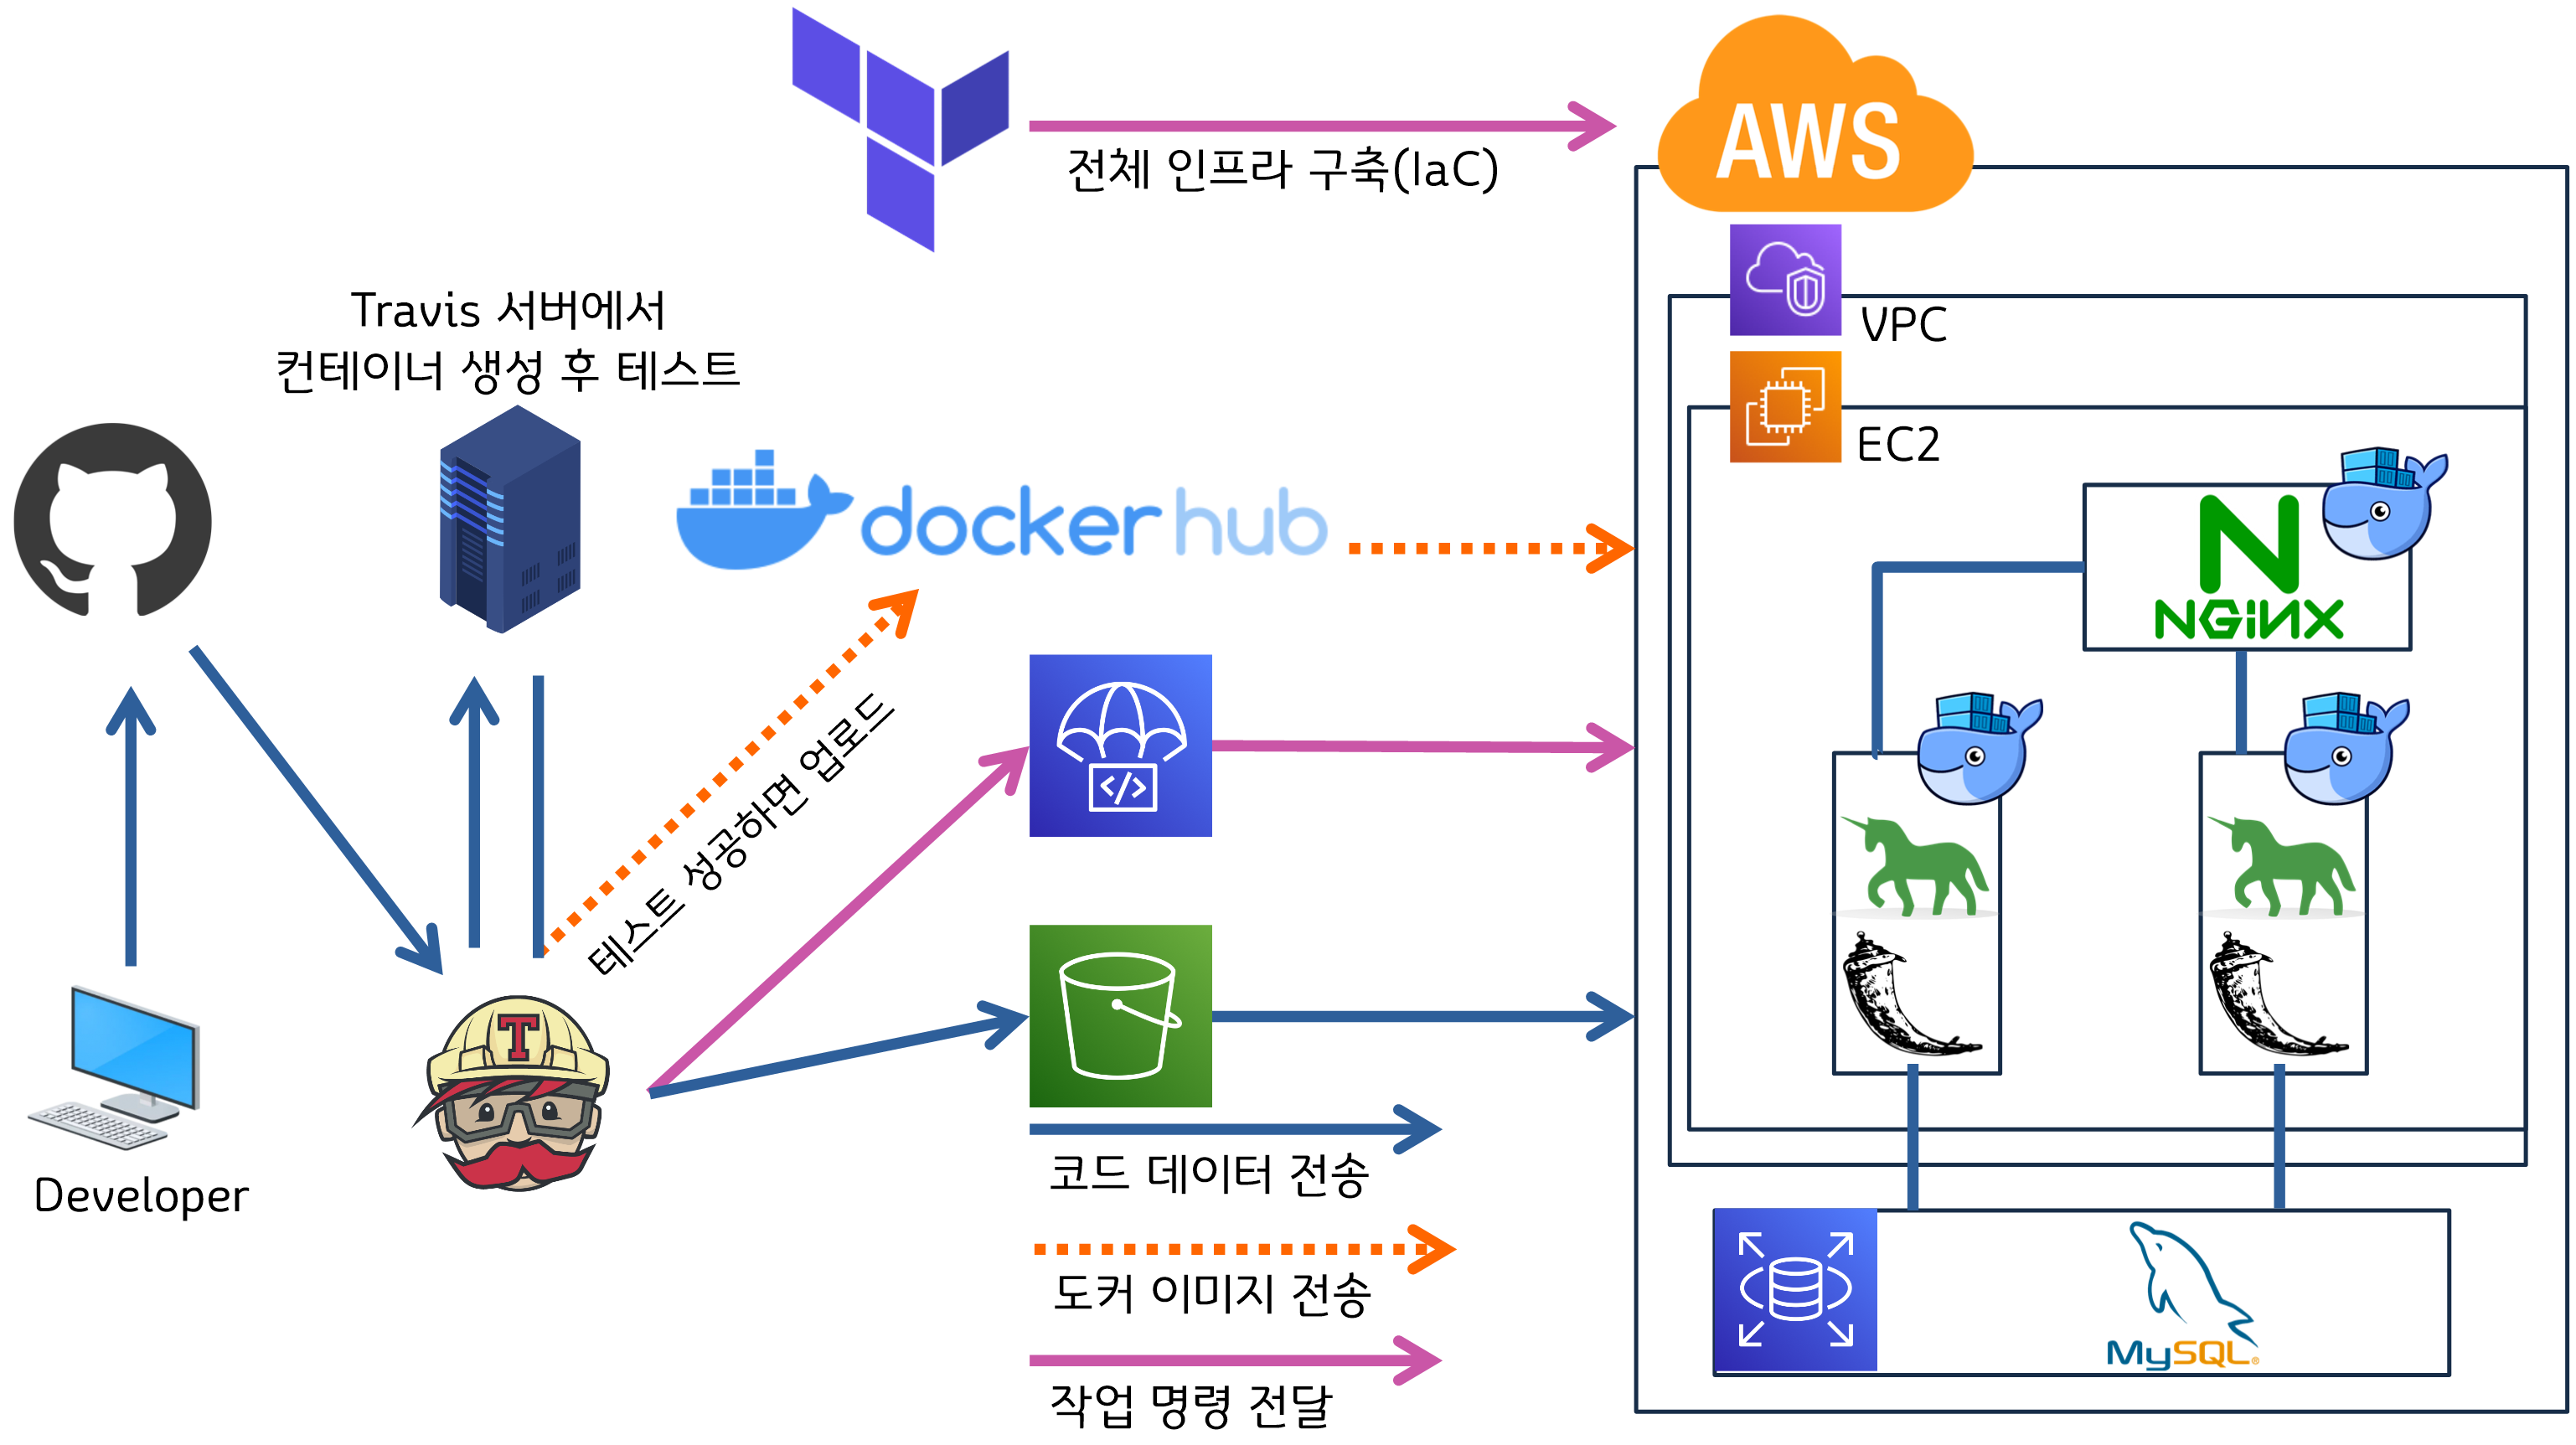 전체 인프라 구축(IaC)
AWS
Travis 서버에서
컨테이너 생성 후 테스트
VPC
EC2
docker hub
NGiNX
테스트 성공하면 업로드
</>
T
Developer
코드 데이터 전송
도커 이미지 전송
작업 명령 전달
MySQL®